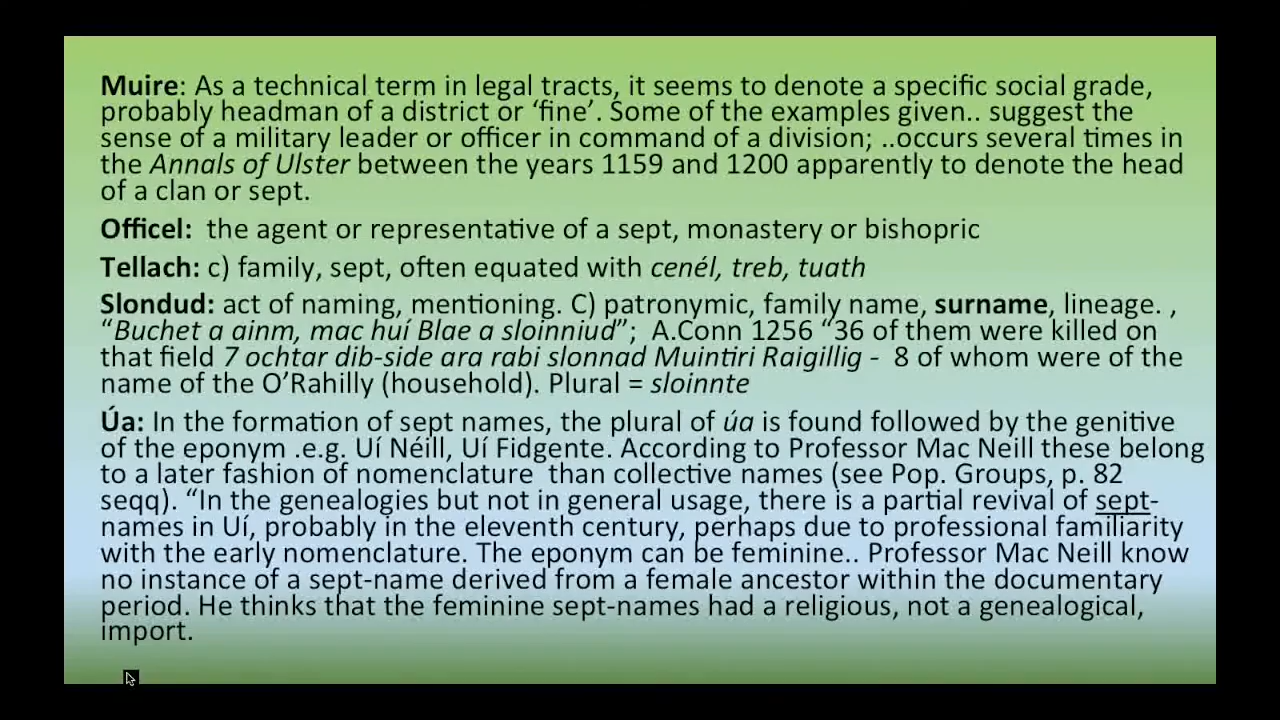 Muire: As a technical term in legal tracts, it seems to denote a specific social grade,
probably headman of a district or ‘fine’. Some of the examples given.. suggest the
sense of a military leader or officer in command of a division; ..occurs several times in
the Annals of Ulster between the years 1159 and 1200 apparently to denote the head
of a clan or sept.
Officel:  the agent or representative of a sept, monastery or bishopric
Tellach: c) family, sept, often equated with cenél, treb, tuath
Slondud: act of naming, mentioning. C) patronymic, family name, surname, lineage. ,
“Buchet a ainm, mac huí Blae a sloinniud”;  A.Conn 1256 “36 of them were killed on
that field 7 ochtar dib-side ara rabi slonnad Muintiri Raigillig -  8 of whom were of the
name of the O’Rahilly (household). Plural = sloinnte
Úa: In the formation of sept names, the plural of úa is found followed by the genitive
of the eponym .e.g. Uí Néill, Uí Fidgente. According to Professor Mac Neill these belong
to a later fashion of nomenclature  than collective names (see Pop. Groups, p. 82
seqq). “In the genealogies but not in general usage, there is a partial revival of sept-
names in Uí, probably in the eleventh century, perhaps due to professional familiarity
with the early nomenclature. The eponym can be feminine.. Professor Mac Neill know
no instance of a sept-name derived from a female ancestor within the documentary
period. He thinks that the feminine sept-names had a religious, not a genealogical,
import.